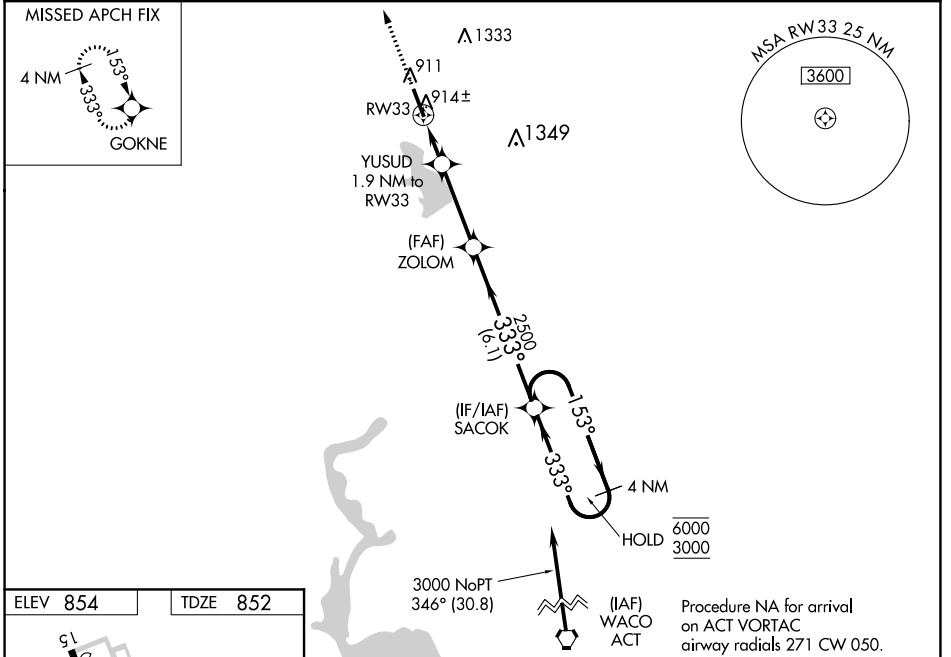 MISSED APCH FIX
4 NM
153°
333°
GOKNE
1333
911
914±
RW33
1349
MSA RW33 25 NM
3600
YUSUD
1.9 NM to
RW33
(FAF)
ZOLOM
2500
333°
(6.1)
(IF/IAF)
SACOK
153°
333°
4 NM
HOLD
6000
3000
3000 NoPT
346° (30.8)
(IAF)
WACO
ACT
Procedure NA for arrival
on ACT VORTAC
airway radials 271 CW 050.
ELEV 854
TDZE 852
15